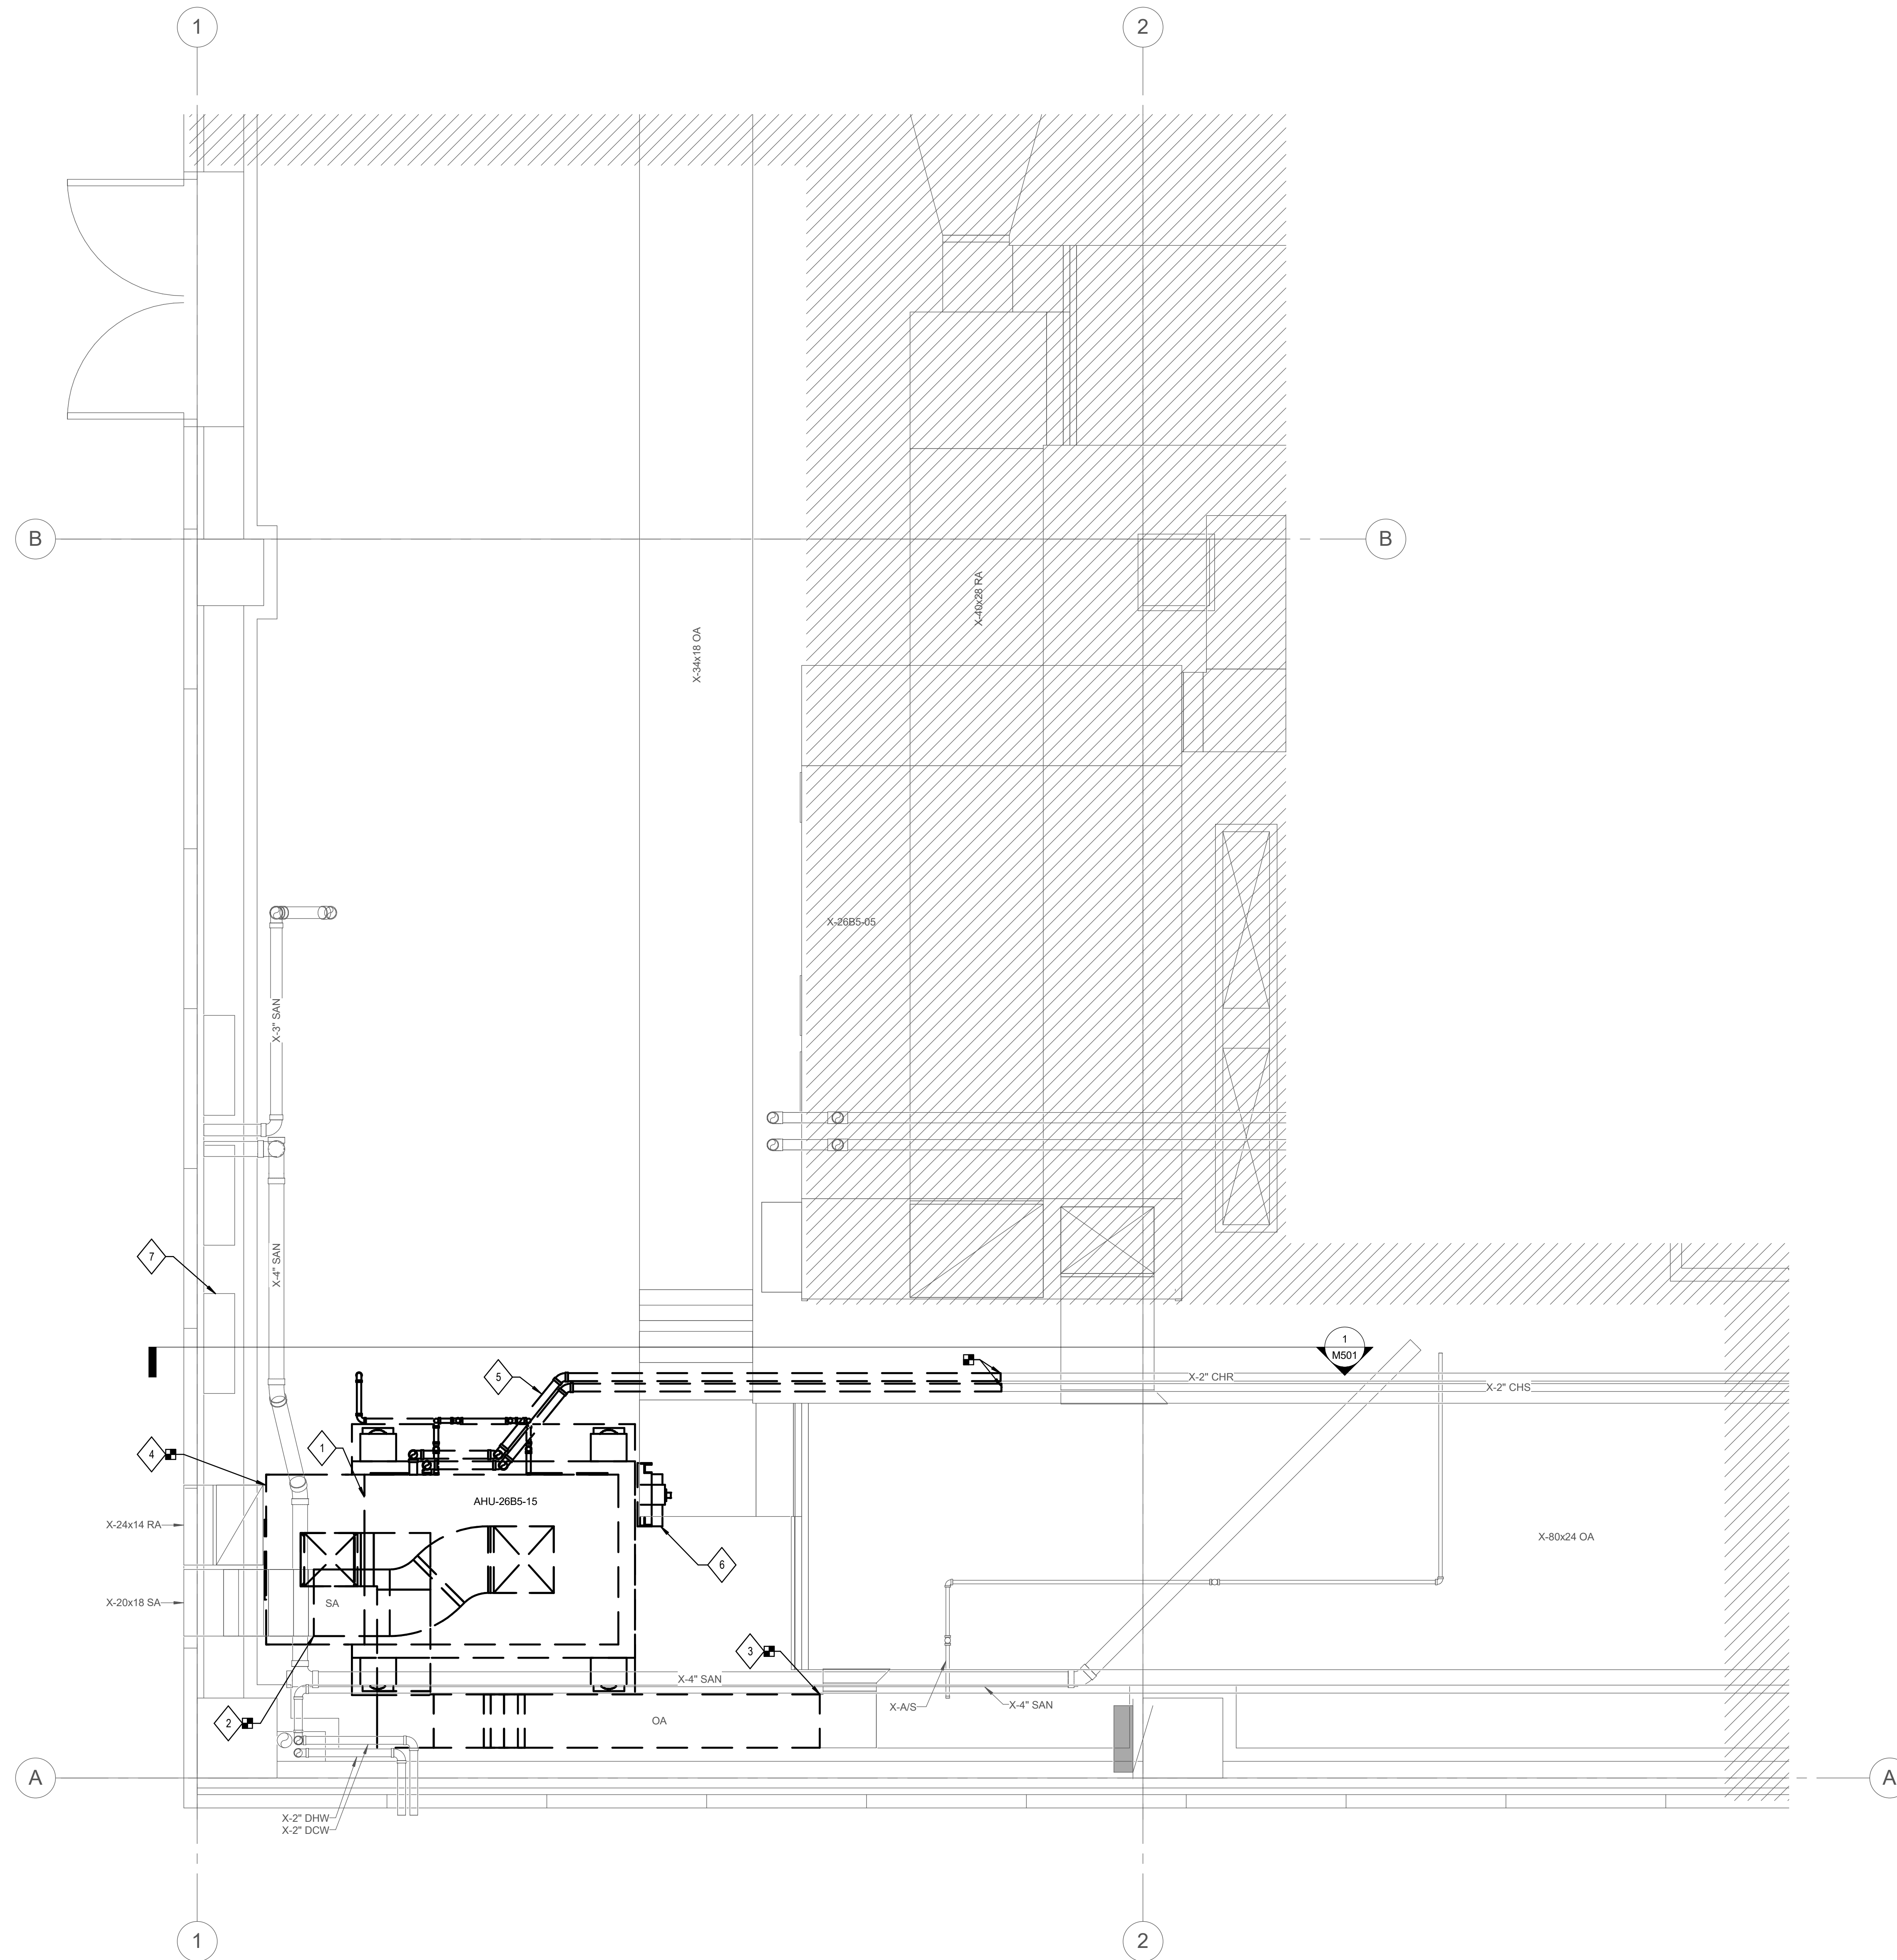 1
2
B
B
X-40x28 RA
X-34x18 OA
X-26B5-05
X-3" SAN
7
X-4" SAN
1
M501
5
X-2" CHR
X-2" CHS
4
1
AHU-26B5-15
X-24x14 RA
X-80x24 OA
6
X-20x18 SA
SA
3
X-4" SAN
X-A/S
X-4" SAN
2
OA
A
A
X-2" DHW
X-2" DCW
1
2